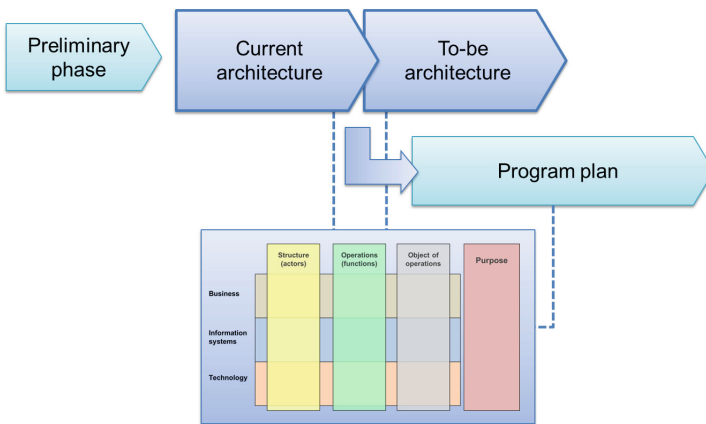 Preliminary
phase
Current
architecture
To-be
architecture
Program plan
Structure
(actors)
Operations
(functions)
Object of
operations
Purpose
Business
Information
systems
Technology